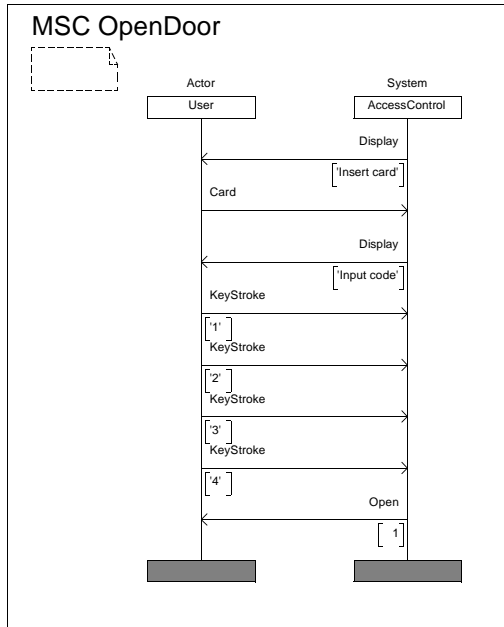 MSC OpenDoor
Actor System
User AccessControl
Display
'Insert card'
Card
Display
'Input code'
KeyStroke
'1'
KeyStroke
'2'
KeyStroke
'3'
KeyStroke
'4'
Open
1